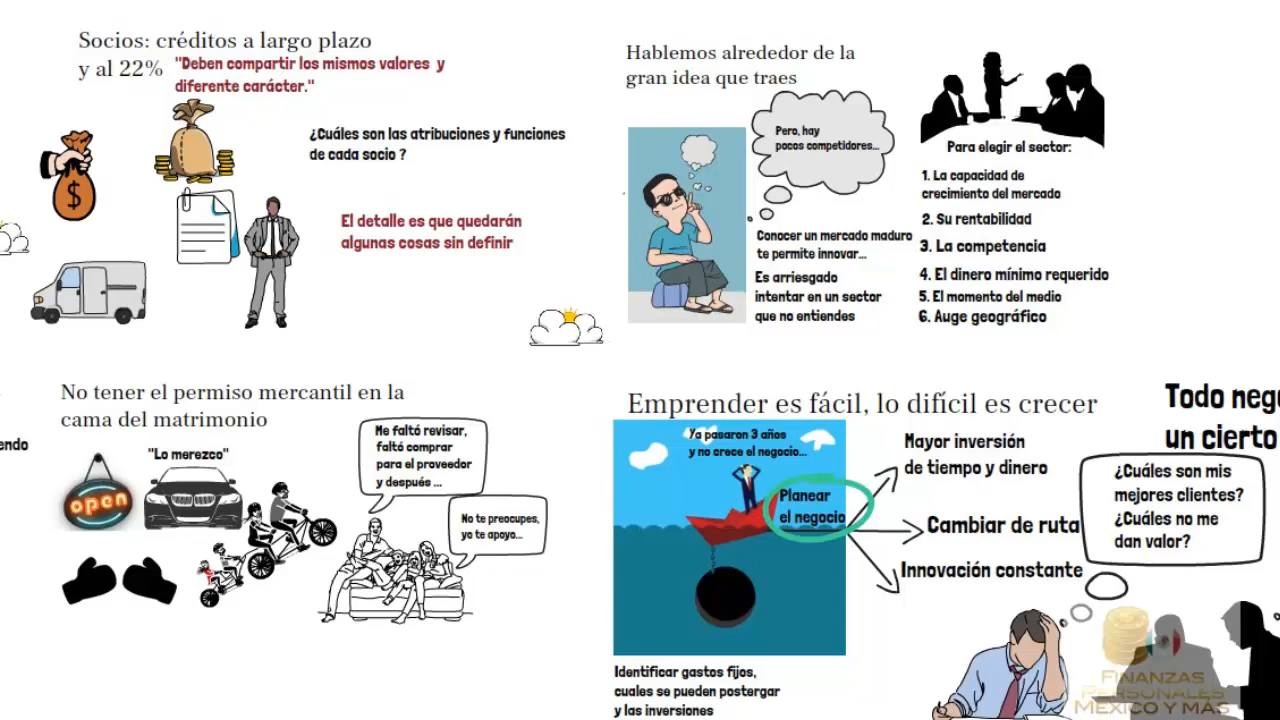 Socios: créditos a largo plazo
y al 22%
"Deben compartir los mismos valores y
diferente carácter."
¿Cuáles son las atribuciones y funciones
de cada socio ?
$
El detalle es que quedarán
algunas cosas sin definir
Hablemos alrededor de la
gran idea que traes
Pero, hay
pocos competidores...
Conocer un mercado maduro
te permite innovar...
Es arriesgado
intentar en un sector
que no entiendes
Para elegir el sector:
1. La capacidad de
crecimiento del mercado
2. Su rentabilidad
3. La competencia
4. El dinero mínimo requerido
5. El momento del medio
6. Auge geográfico
No tener el permiso mercantil en la
cama del matrimonio
endo
"Lo merezco"
open
Me faltó revisar,
faltó comprar
para el proveedor
y después ...
No te preocupes,
yo te apoyo...
Emprender es fácil, lo difícil es crecer
Ya pasaron 3 años
y no crece el negocio...
Planear
el negocio
Mayor inversión
de tiempo y dinero
Cambiar de ruta
Innovación constante
Identificar gastos fijos,
cuales se pueden postergar
y las inversiones
Todo nego
un cierto
¿Cuáles son mis
mejores clientes?
¿Cuáles no me
dan valor?
FINANZAS
PERSONALES
MÉXICO Y MÁS